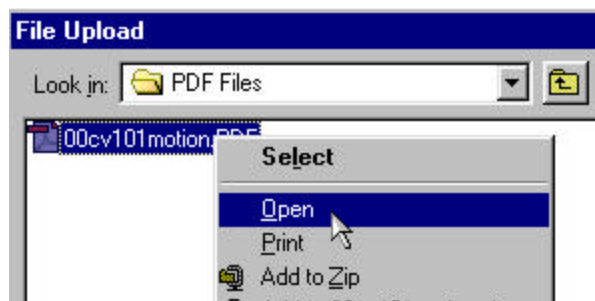 File Upload
Look in: PDF Files
00cv101motion.PDF
Select
Open
Print
Add to Zip